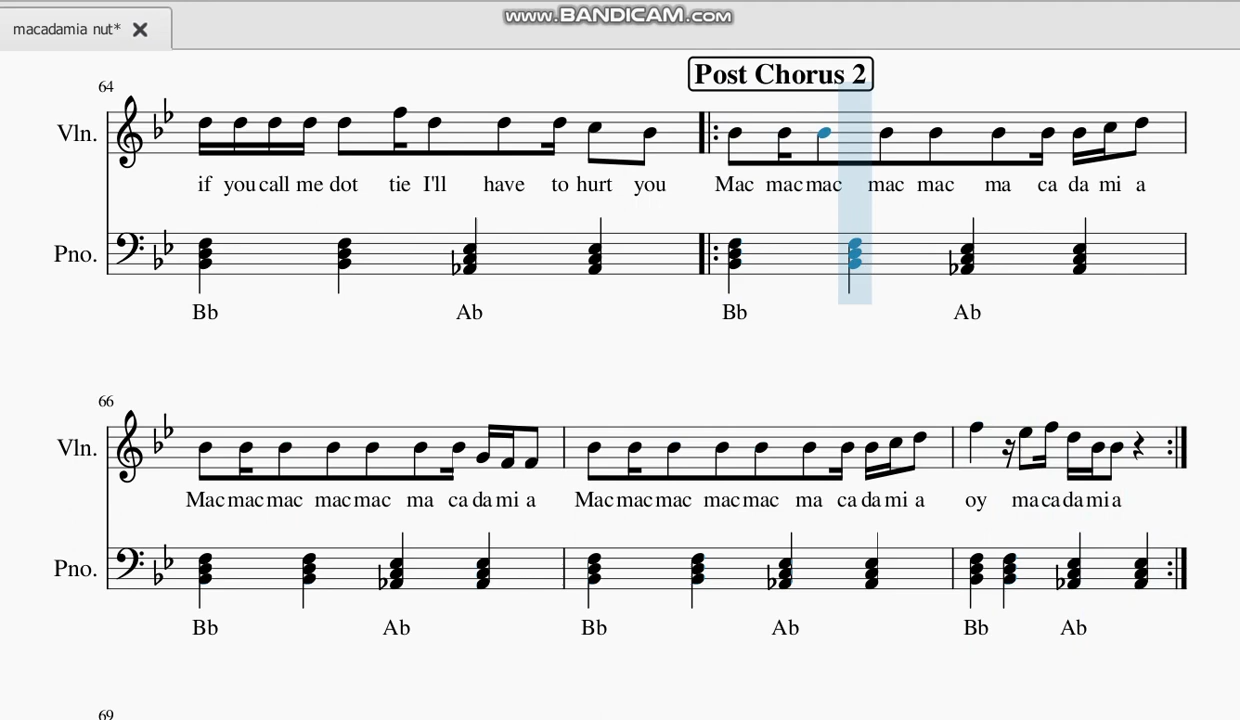 www.BANDICAM.com
macadamia nut*
Post Chorus 2
64
Vln.
if you call me dot tie I'll have to hurt you Mac mac mac mac mac ma ca da mi a
Pno.
Bb Ab Bb Ab
66
Vln.
Mac mac mac mac mac ma ca da mi a Mac mac mac mac mac ma ca da mi a oy ma ca da mi a
Pno.
Bb Ab Bb Ab Bb Ab
69